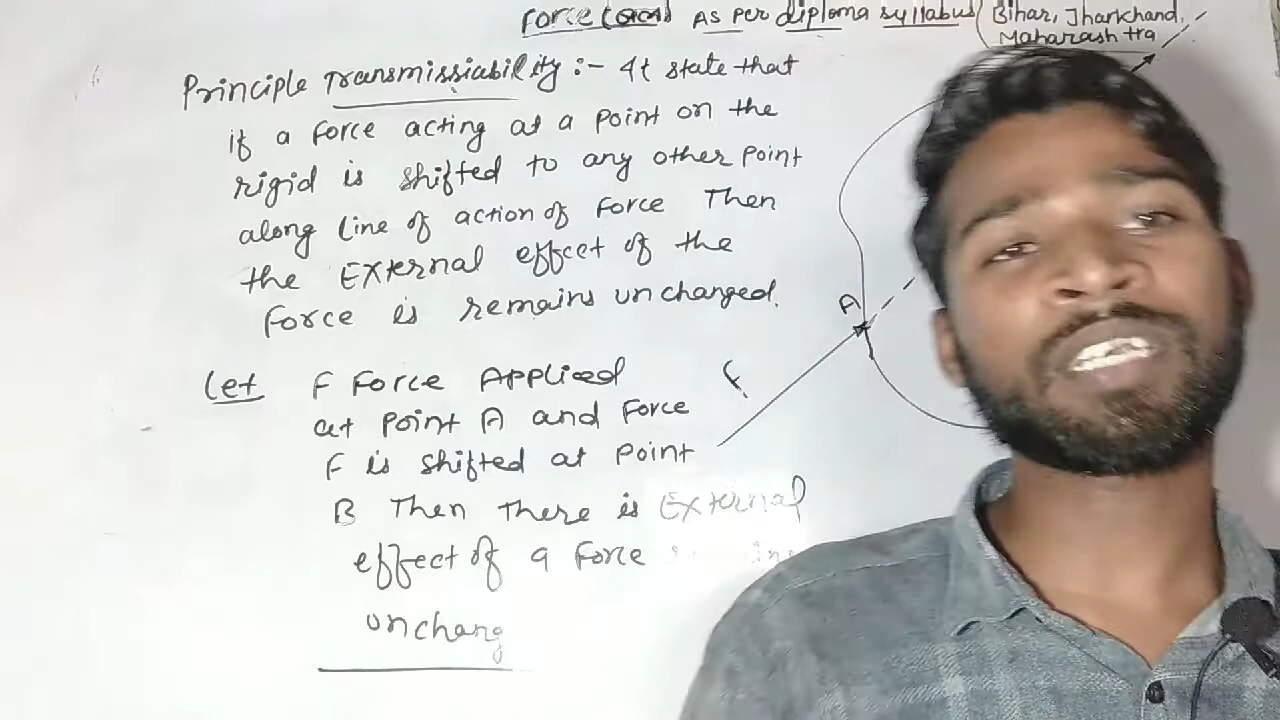 Force (బలం) As per diploma syllabus (Bihar, Jharkhand,
Maharashtra
Principle Transmissiability :- It state that
if a force acting at a point on the
rigid is shifted to any other point
along line of action of force Then
the External effect of the
force is remains unchanged.
A
F
Let F Force Applied
at point A and Force
F is shifted at point
B Then there is External
effect of a force
unchang